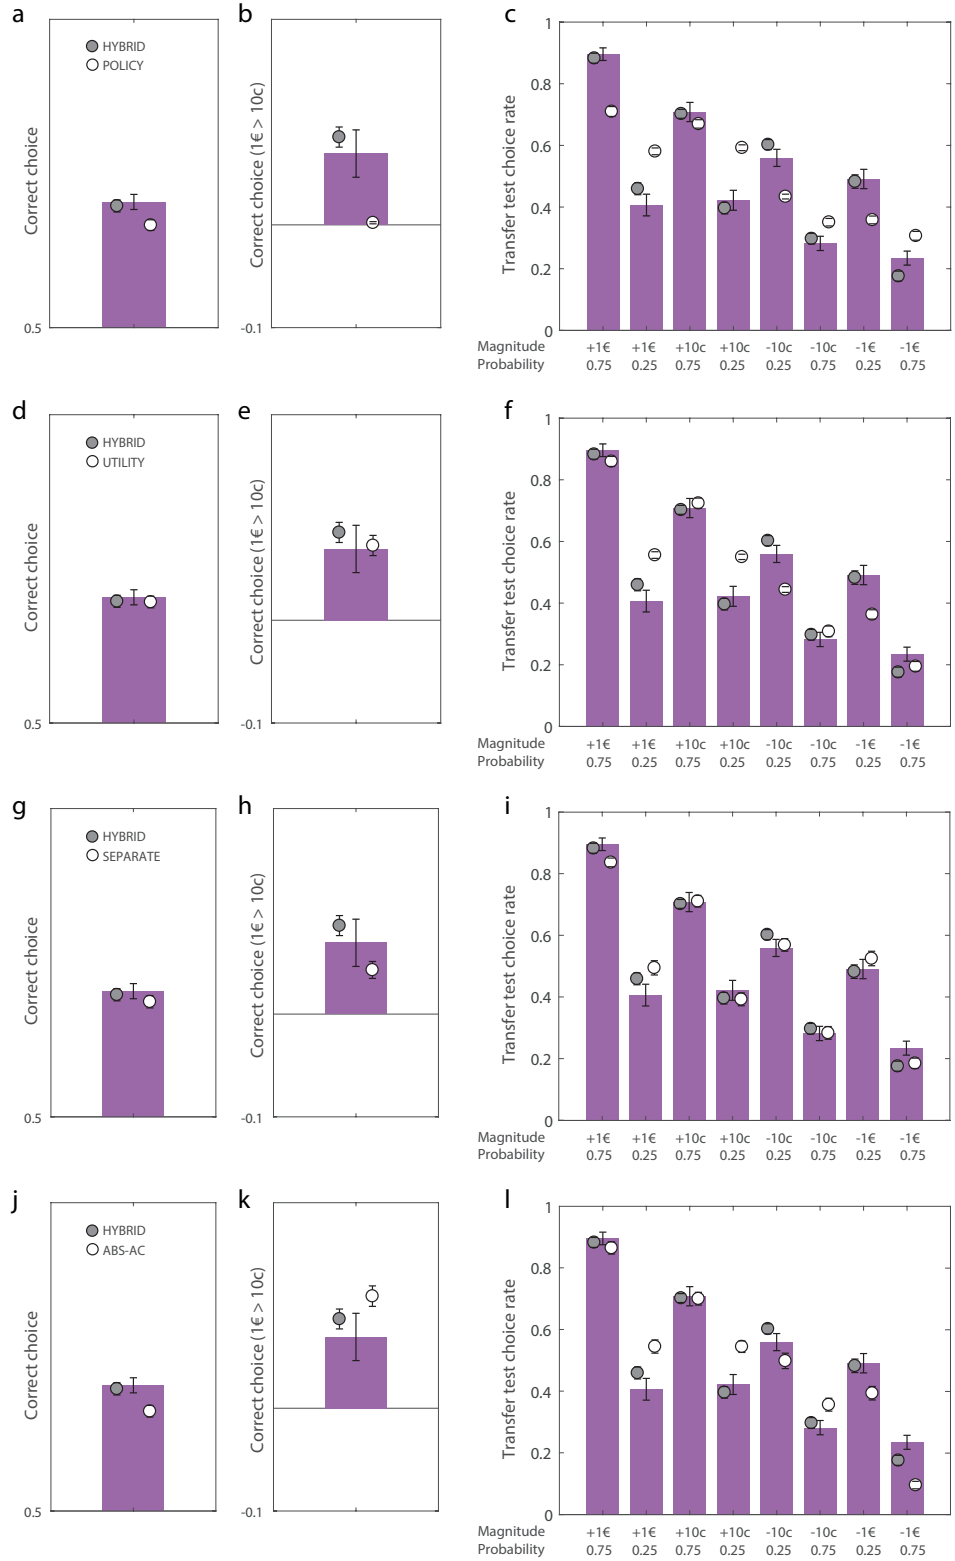 a
b
c
HYBRID
POLICY
Correct choice
0.5
Correct choice (1€ > 10c)
-0.1
Transfer test choice rate
1
0.8
0.6
0.4
0.2
0
Magnitude +1€ +1€ +10c +10c -10c -10c -1€ -1€
Probability 0.75 0.25 0.75 0.25 0.25 0.75 0.25 0.75
d
e
f
HYBRID
UTILITY
Correct choice
0.5
Correct choice (1€ > 10c)
-0.1
Transfer test choice rate
1
0.8
0.6
0.4
0.2
0
Magnitude +1€ +1€ +10c +10c -10c -10c -1€ -1€
Probability 0.75 0.25 0.75 0.25 0.25 0.75 0.25 0.75
g
h
i
HYBRID
SEPARATE
Correct choice
0.5
Correct choice (1€ > 10c)
-0.1
Transfer test choice rate
1
0.8
0.6
0.4
0.2
0
Magnitude +1€ +1€ +10c +10c -10c -10c -1€ -1€
Probability 0.75 0.25 0.75 0.25 0.25 0.75 0.25 0.75
j
k
l
HYBRID
ABS-AC
Correct choice
0.5
Correct choice (1€ > 10c)
-0.1
Transfer test choice rate
1
0.8
0.6
0.4
0.2
0
Magnitude +1€ +1€ +10c +10c -10c -10c -1€ -1€
Probability 0.75 0.25 0.75 0.25 0.25 0.75 0.25 0.75